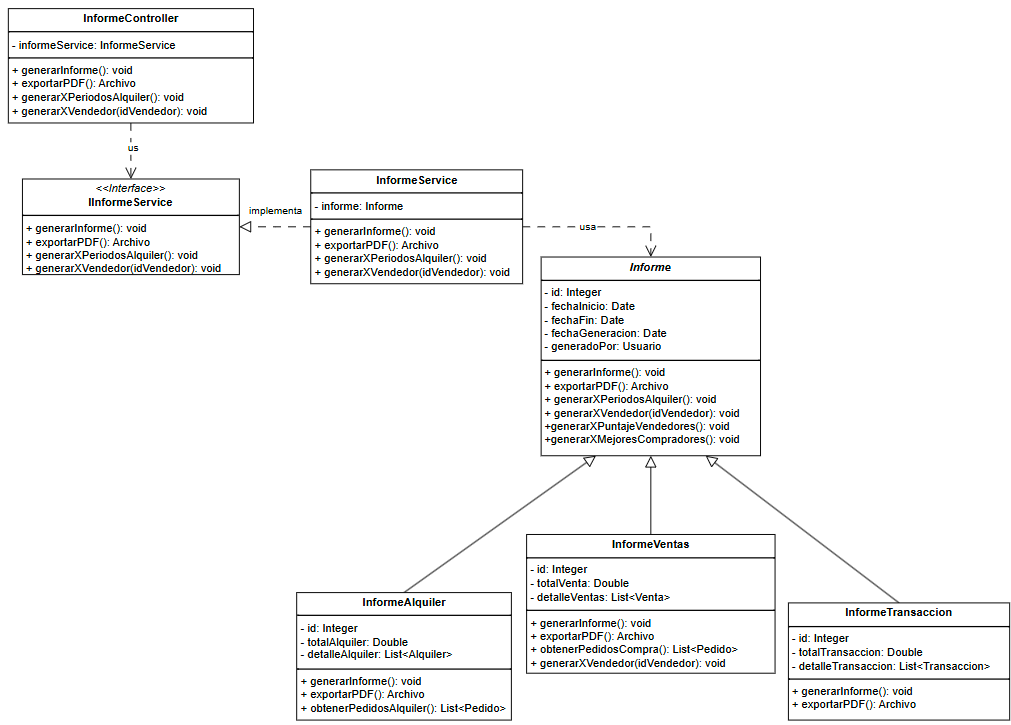 InformeController
- informeService: InformeService
+ generarInforme(): void
+ exportarPDF(): Archivo
+ generarXPeriodosAlquiler(): void
+ generarXVendedor(idVendedor): void
us
<<Interface>>
IInformeService
+ generarInforme(): void
+ exportarPDF(): Archivo
+ generarXPeriodosAlquiler(): void
+ generarXVendedor(idVendedor): void
implementa
InformeService
- informe: Informe
+ generarInforme(): void
+ exportarPDF(): Archivo
+ generarXPeriodosAlquiler(): void
+ generarXVendedor(idVendedor): void
usa
Informe
- id: Integer
- fechaInicio: Date
- fechaFin: Date
- fechaGeneracion: Date
- generadoPor: Usuario
+ generarInforme(): void
+ exportarPDF(): Archivo
+ generarXPeriodosAlquiler(): void
+ generarXVendedor(idVendedor): void
+generarXPuntajeVendedores(): void
+generarXMejoresCompradores(): void
InformeAlquiler
- id: Integer
- totalAlquiler: Double
- detalleAlquiler: List<Alquiler>
+ generarInforme(): void
+ exportarPDF(): Archivo
+ obtenerPedidosAlquiler(): List<Pedido>
InformeVentas
- id: Integer
- totalVenta: Double
- detalleVentas: List<Venta>
+ generarInforme(): void
+ exportarPDF(): Archivo
+ obtenerPedidosCompra(): List<Pedido>
+ generarXVendedor(idVendedor): void
InformeTransaccion
- id: Integer
- totalTransaccion: Double
- detalleTransaccion: List<Transaccion>
+ generarInforme(): void
+ exportarPDF(): Archivo